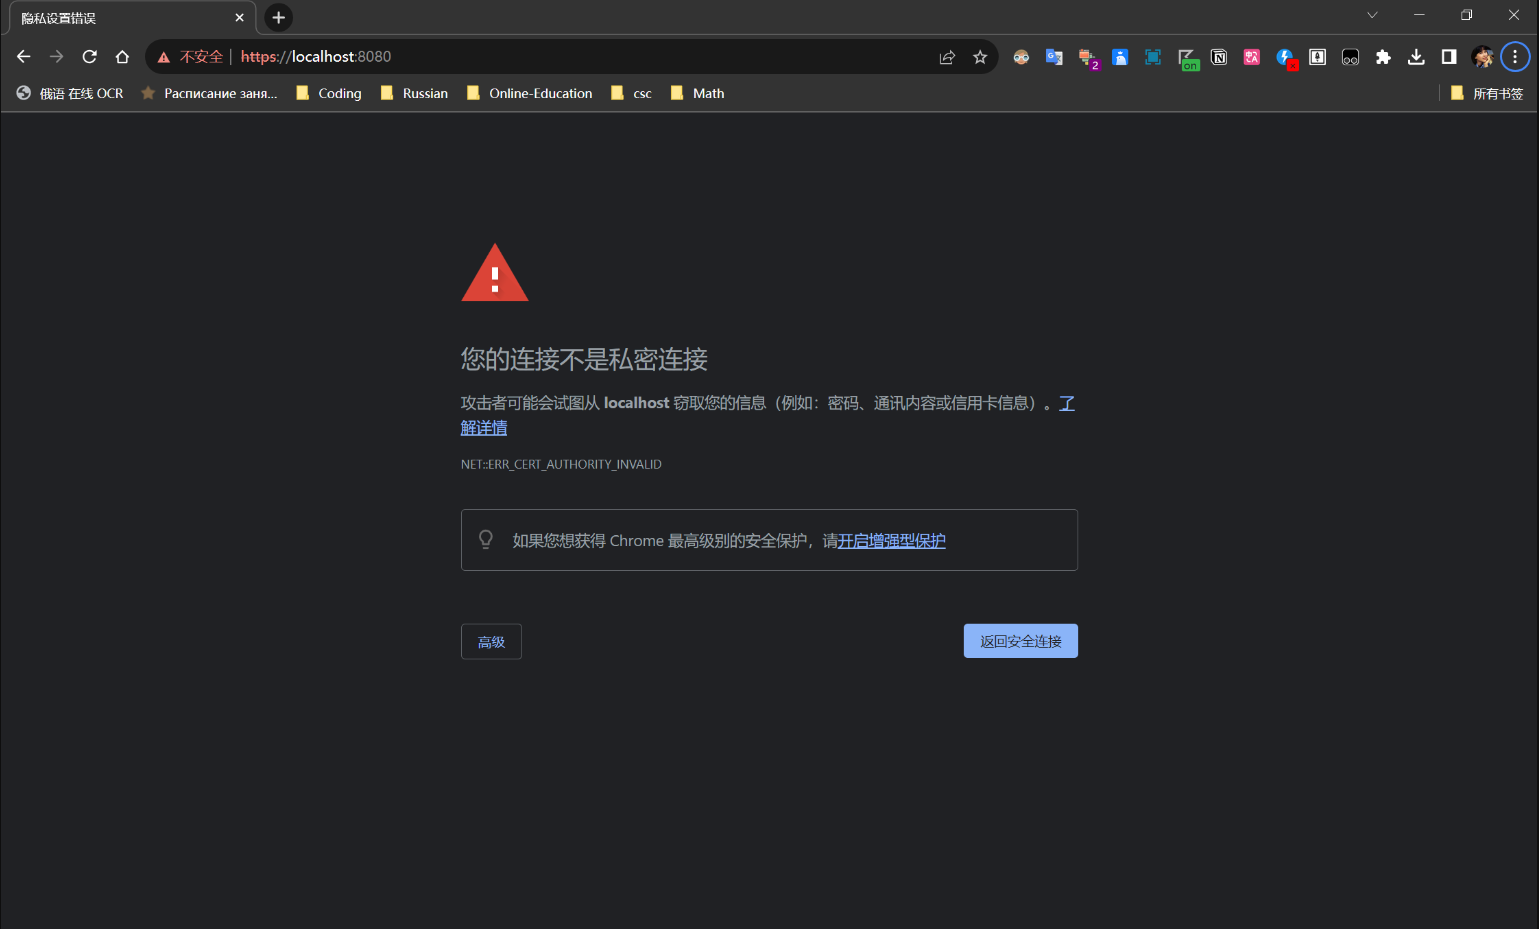 隐私设置错误
不安全 | https://localhost:8080
2
on
俄语 在线 OCR
Расписание заня...
Coding
Russian
Online-Education
csc
Math
所有书签
您的连接不是私密连接
攻击者可能会试图从 localhost 窃取您的信息（例如：密码、通讯内容或信用卡信息）。了
解详情
NET::ERR_CERT_AUTHORITY_INVALID
如果您想获得 Chrome 最高级别的安全保护，请开启增强型保护
高级
返回安全连接